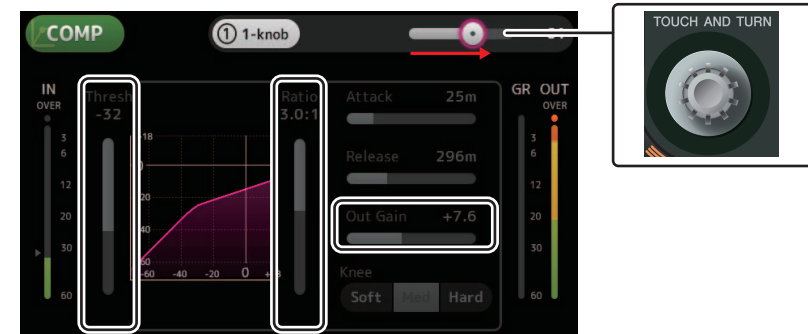 COMP
① 1-knob
TOUCH AND TURN
IN
OVER
3
6
12
20
30
60
Thresh
-32
18
20
40
60
-60 -40 -20 0
Ratio
3.0:1
Attack 25m
Release 296m
Out Gain +7.6
Knee
Soft Med Hard
GR OUT
OVER
3
6
12
20
30
60